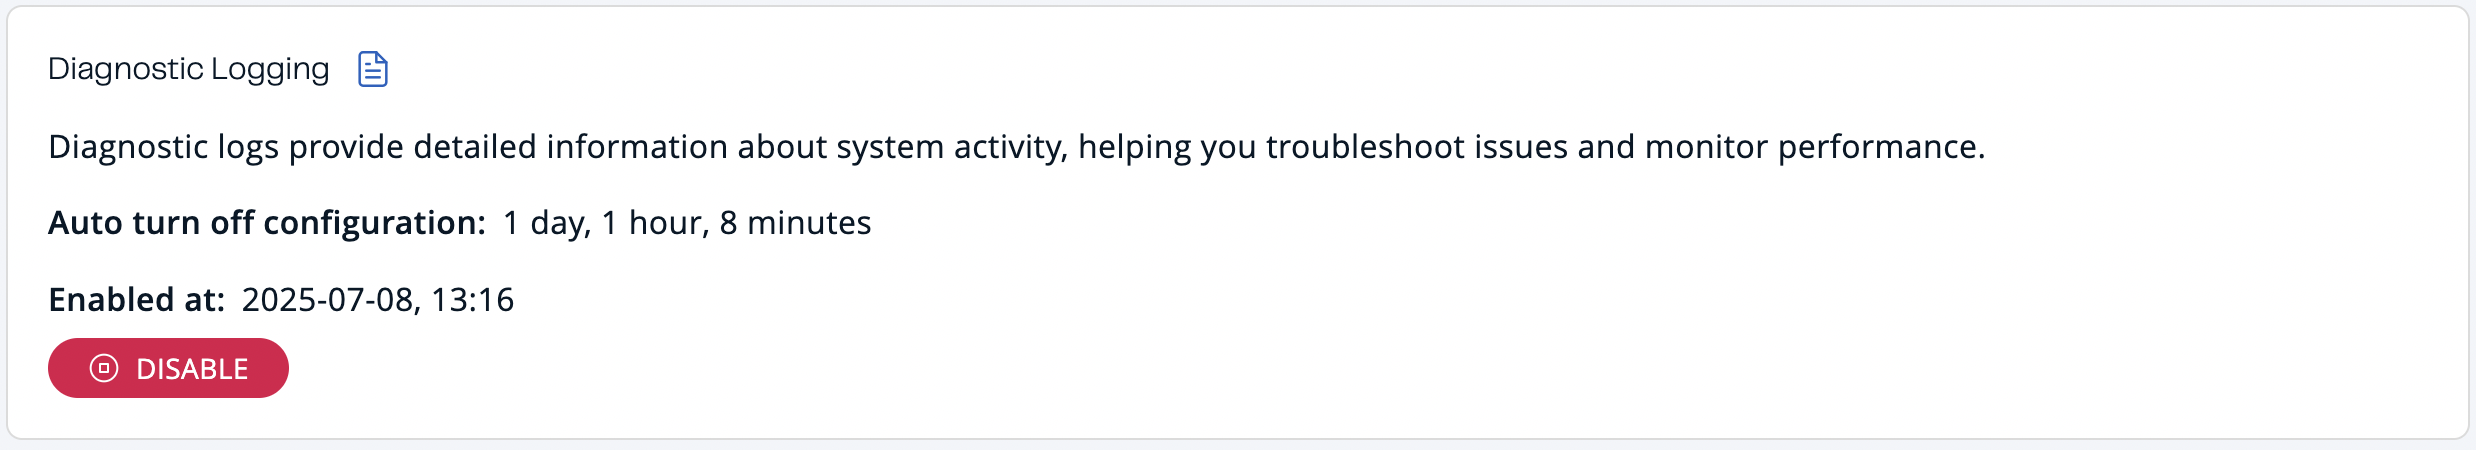 Diagnostic Logging
Diagnostic logs provide detailed information about system activity, helping you troubleshoot issues and monitor performance.
Auto turn off configuration: 1 day, 1 hour, 8 minutes
Enabled at: 2025-07-08, 13:16
DISABLE